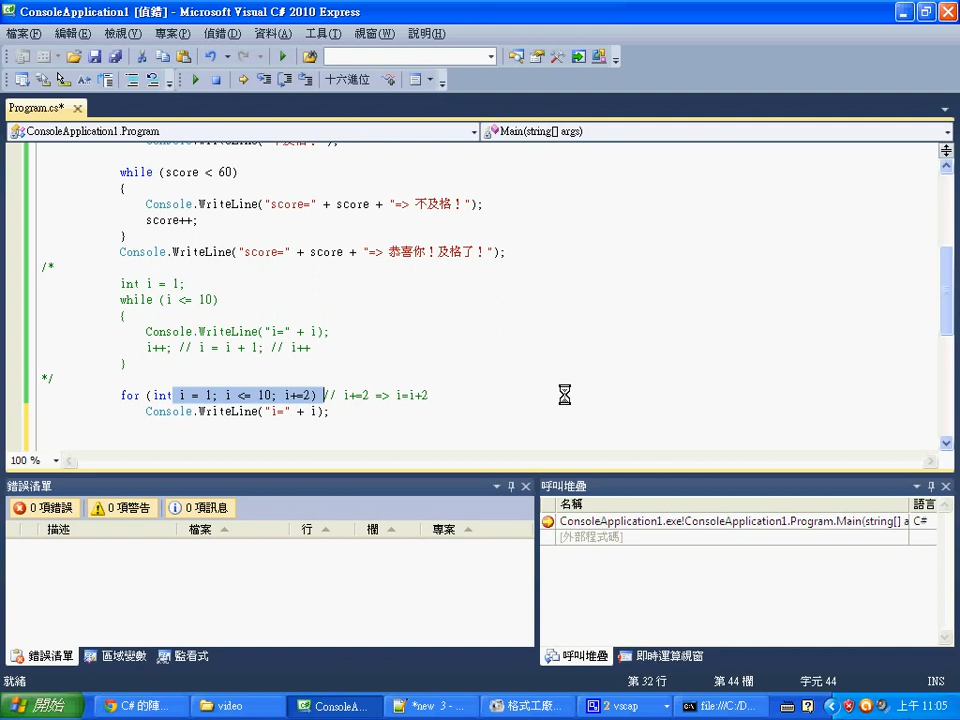 ConsoleApplication1 [偵錯] - Microsoft Visual C# 2010 Express
檔案(F) 編輯(E) 檢視(V) 專案(P) 偵錯(D) 資料(A) 工具(T) 視窗(W) 說明(H)
十六進位
Program.cs*
ConsoleApplication1.Program
Main(string[] args)
while (score < 60)
{
Console.WriteLine("score=" + score + "=> 不及格！");
score++;
}
Console.WriteLine("score=" + score + "=> 恭喜你！及格了！");
/*
int i = 1;
while (i <= 10)
{
Console.WriteLine("i=" + i);
i++; // i = i + 1; // i++
}
*/
for (int i = 1; i <= 10; i+=2) // i+=2 => i=i+2
Console.WriteLine("i=" + i);
100 %
錯誤清單
0 項錯誤 0 項警告 0 項訊息
描述 檔案 行 欄 專案
錯誤清單 區域變數 監看式
呼叫堆疊
名稱 語言
ConsoleApplication1.exe!ConsoleApplication1.Program.Main(string[] a C#
[外部程式碼]
呼叫堆疊 即時運算視窗
就緒 第 32 行 第 44 欄 字元 44 INS
開始 C# 的陣... video ConsoleA... *new 3 - ... 格式工廠... 2 vscap file:///C:/D... 上午 11:05